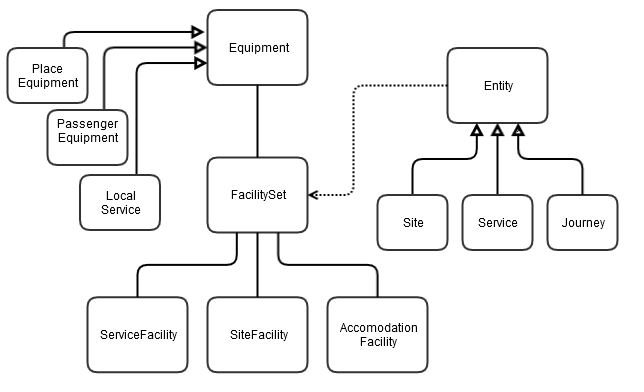 Equipment
Place
Equipment
Passenger
Equipment
Local
Service
Entity
FacilitySet
Site
Service
Journey
ServiceFacility
SiteFacility
Accomodation
Facility